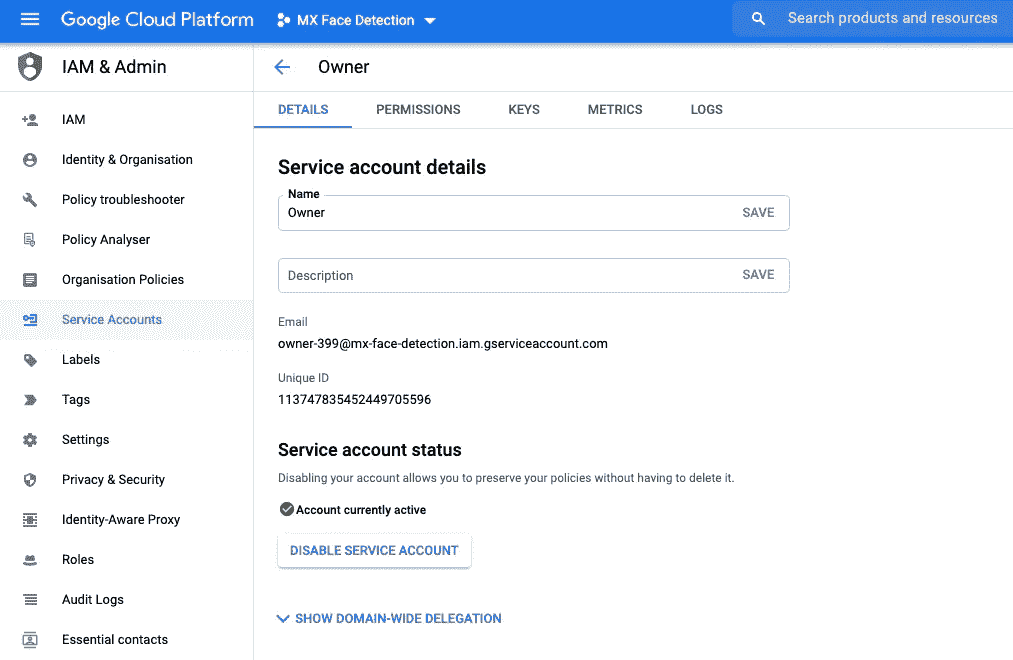 Google Cloud Platform
MX Face Detection
Search products and resources
IAM & Admin
Owner
IAM
Identity & Organisation
Policy troubleshooter
Policy Analyser
Organisation Policies
Service Accounts
Labels
Tags
Settings
Privacy & Security
Identity-Aware Proxy
Roles
Audit Logs
Essential contacts
DETAILS PERMISSIONS KEYS METRICS LOGS
Service account details
Name
Owner SAVE
Description SAVE
Email
owner-399@mx-face-detection.iam.gserviceaccount.com
Unique ID
113747835452449705596
Service account status
Disabling your account allows you to preserve your policies without having to delete it.
Account currently active
DISABLE SERVICE ACCOUNT
SHOW DOMAIN-WIDE DELEGATION